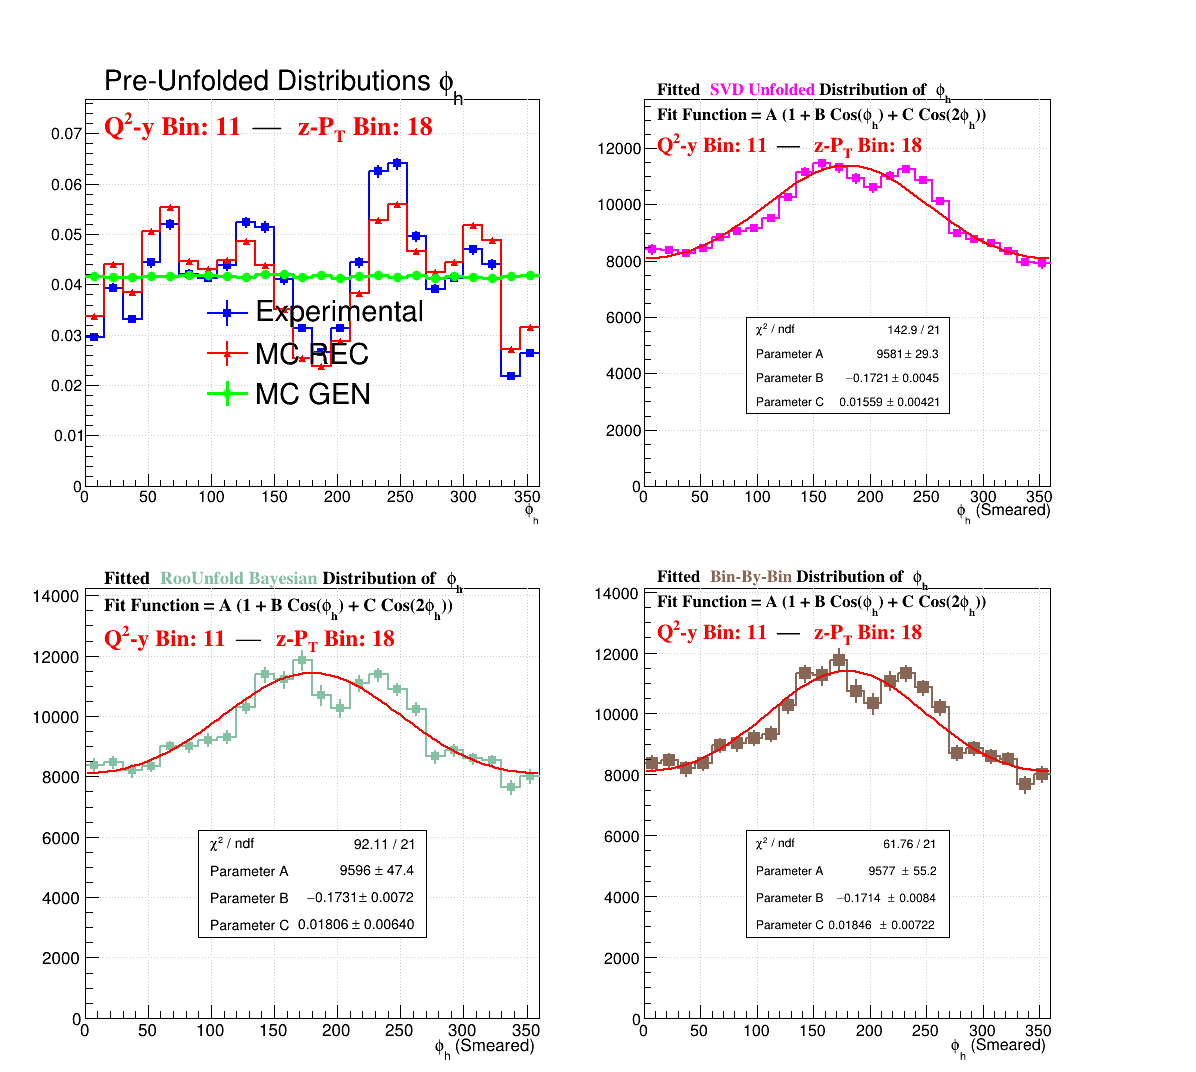 Pre-Unfolded Distributions ϕh
Q2-y Bin: 11 — z-PT Bin: 18
0.07
0.06
0.05
0.04
0.03
0.02
0.01
0
Experimental
MC REC
MC GEN
0 50 100 150 200 250 300 350
ϕh
Fitted SVD Unfolded Distribution of ϕh
Fit Function = A (1 + B Cos(ϕh) + C Cos(2ϕh))
Q2-y Bin: 11 — z-PT Bin: 18
12000
10000
8000
6000
4000
2000
0
χ2 / ndf 142.9 / 21
Parameter A 9581 ± 29.3
Parameter B −0.1721 ± 0.0045
Parameter C 0.01559 ± 0.00421
0 50 100 150 200 250 300 350
ϕh (Smeared)
Fitted RooUnfold Bayesian Distribution of ϕh
Fit Function = A (1 + B Cos(ϕh) + C Cos(2ϕh))
Q2-y Bin: 11 — z-PT Bin: 18
14000
12000
10000
8000
6000
4000
2000
0
χ2 / ndf 92.11 / 21
Parameter A 9596 ± 47.4
Parameter B −0.1731 ± 0.0072
Parameter C 0.01806 ± 0.00640
0 50 100 150 200 250 300 350
ϕh (Smeared)
Fitted Bin-By-Bin Distribution of ϕh
Fit Function = A (1 + B Cos(ϕh) + C Cos(2ϕh))
Q2-y Bin: 11 — z-PT Bin: 18
14000
12000
10000
8000
6000
4000
2000
0
χ2 / ndf 61.76 / 21
Parameter A 9577 ± 55.2
Parameter B −0.1714 ± 0.0084
Parameter C 0.01846 ± 0.00722
0 50 100 150 200 250 300 350
ϕh (Smeared)